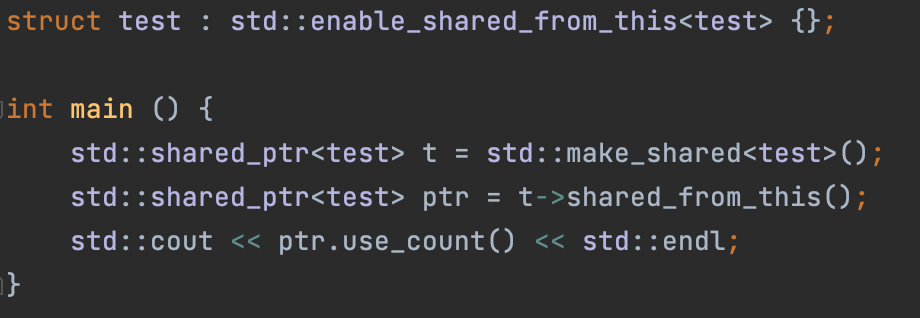 struct test : std::enable_shared_from_this<test> {};
int main () {
    std::shared_ptr<test> t = std::make_shared<test>();
    std::shared_ptr<test> ptr = t->shared_from_this();
    std::cout << ptr.use_count() << std::endl;
}